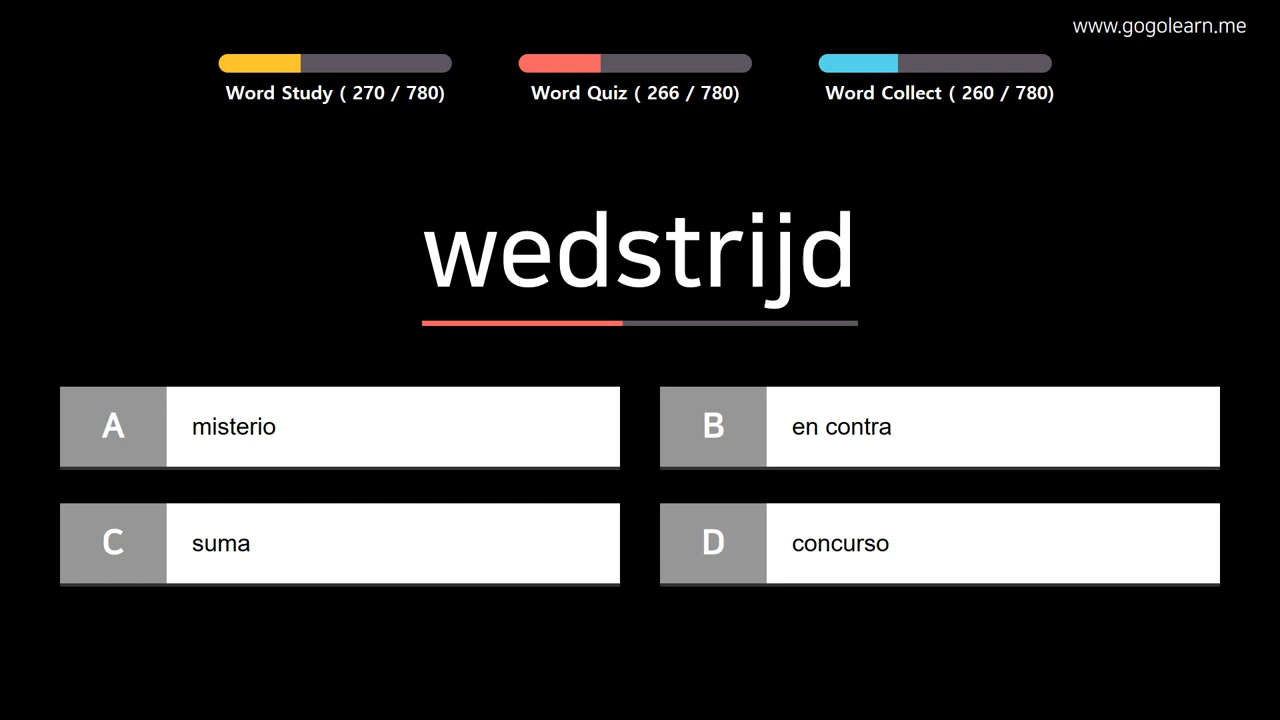 www.gogolearn.me
Word Study ( 270 / 780)
Word Quiz ( 266 / 780)
Word Collect ( 260 / 780)
wedstrijd
A misterio
B en contra
C suma
D concurso